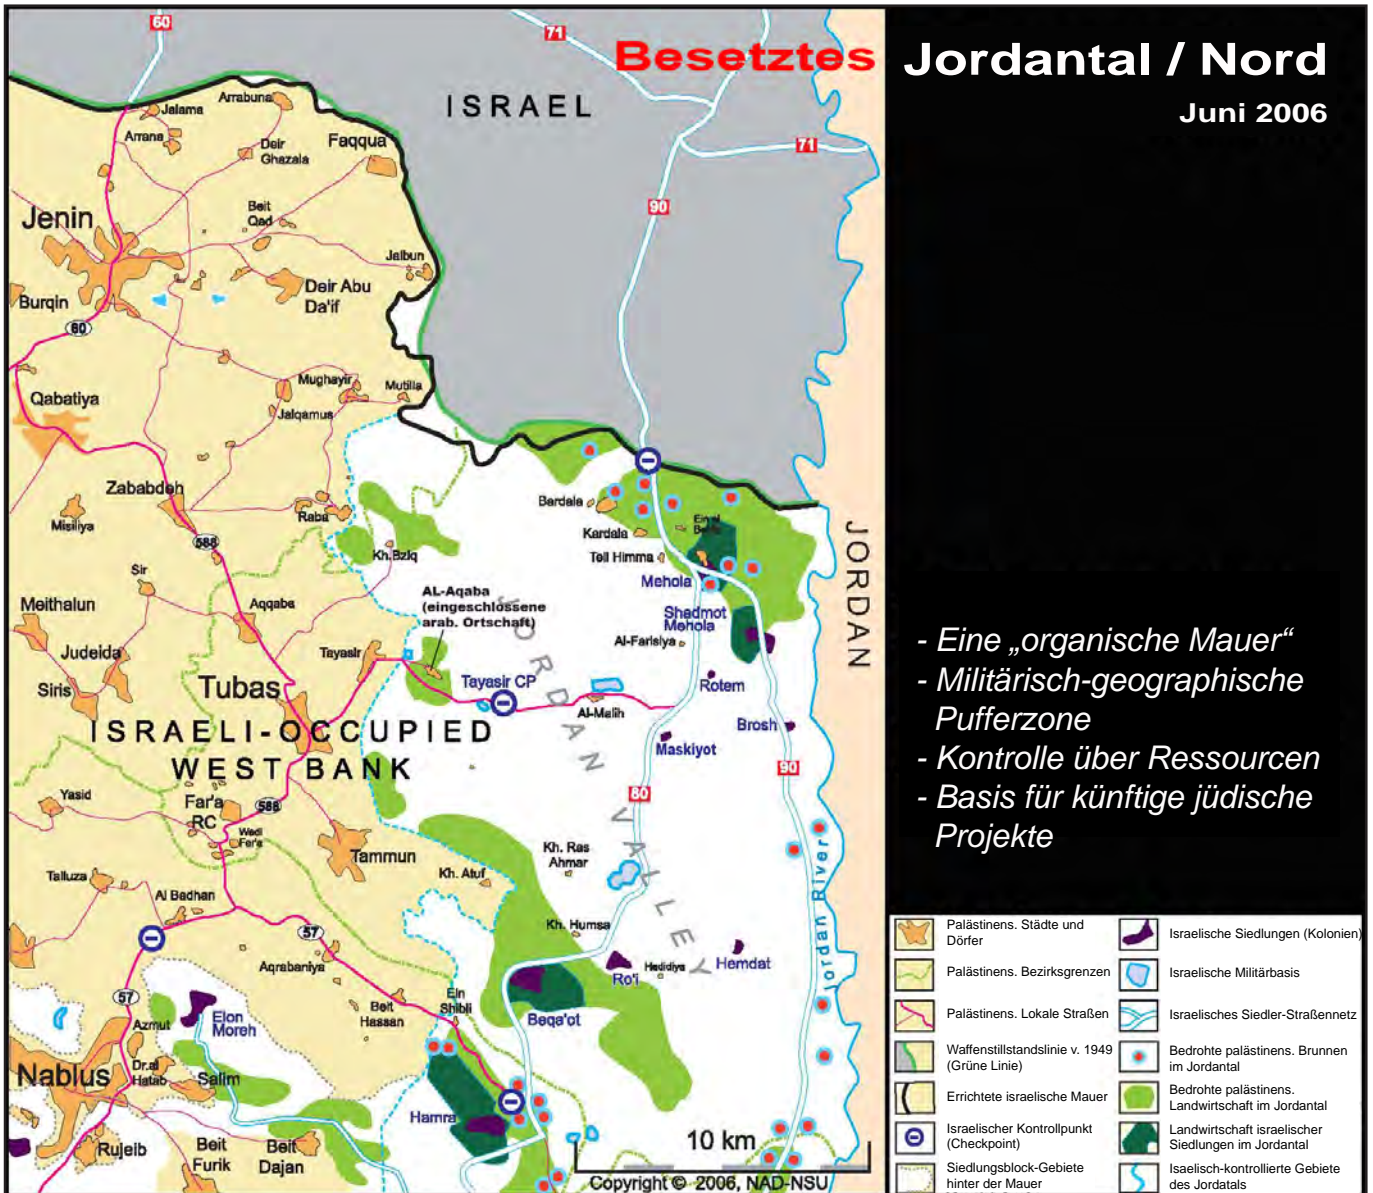 Besetztes Jordantal / Nord
Juni 2006
60
71
ISRAEL
71
90
Jalama
Arrabuna
Arrana
Deir
Ghazala
Faqqua
Jenin
Beit
Qad
Jalbun
Deir Abu
Da'if
Burqin
60
Mughayir
Mutilla
Qabatiya
Jalqamus
Zababdeh
Misiliya
Raba
Bardala
Kardala
Tell Himma
588
Kh.Bziq
Sir
Mehola
AL-Aqaba
(eingeschlossene
arab. Ortschaft)
Meithalun
Aqqaba
Shadmot
Mehola
Judeida
Tayasir
Al-Farisiya
JORDAN
Siris
Tubas
Tayasir CP
Rotem
Al-Malih
Brosh
ISRAELI-OCCUPIED
WEST BANK
Maskiyot
JORDAN VALLEY
90
80
Yasid
Far'a
RC
588
Wadi
Far'a
Tammun
Kh. Ras
Ahmar
Talluza
Kh. Atuf
Al Badhan
Kh. Humsa
57
Aqrabaniya
Ro'i
Hadidiya
Hemdat
Jordan River
57
Azmut
Elon
Moreh
Beit
Hassan
Ein
Shibli
Beqa'ot
Nablus
Dr.al
Hatab
Salim
Hamra
Rujeib
Beit
Furik
Beit
Dajan
10 km
Copyright © 2006, NAD-NSU
- Eine „organische Mauer“
- Militärisch-geographische
Pufferzone
- Kontrolle über Ressourcen
- Basis für künftige jüdische
Projekte
Palästinens. Städte und
Dörfer
Palästinens. Bezirksgrenzen
Palästinens. Lokale Straßen
Waffenstillstandslinie v. 1949
(Grüne Linie)
Errichtete israelische Mauer
Israelischer Kontrollpunkt
(Checkpoint)
Siedlungsblock-Gebiete
hinter der Mauer
Israelische Siedlungen (Kolonien)
Israelische Militärbasis
Israelisches Siedler-Straßennetz
Bedrohte palästinens. Brunnen
im Jordantal
Bedrohte palästinens.
Landwirtschaft im Jordantal
Landwirtschaft israelischer
Siedlungen im Jordantal
Isaelisch-kontrollierte Gebiete
des Jordatals